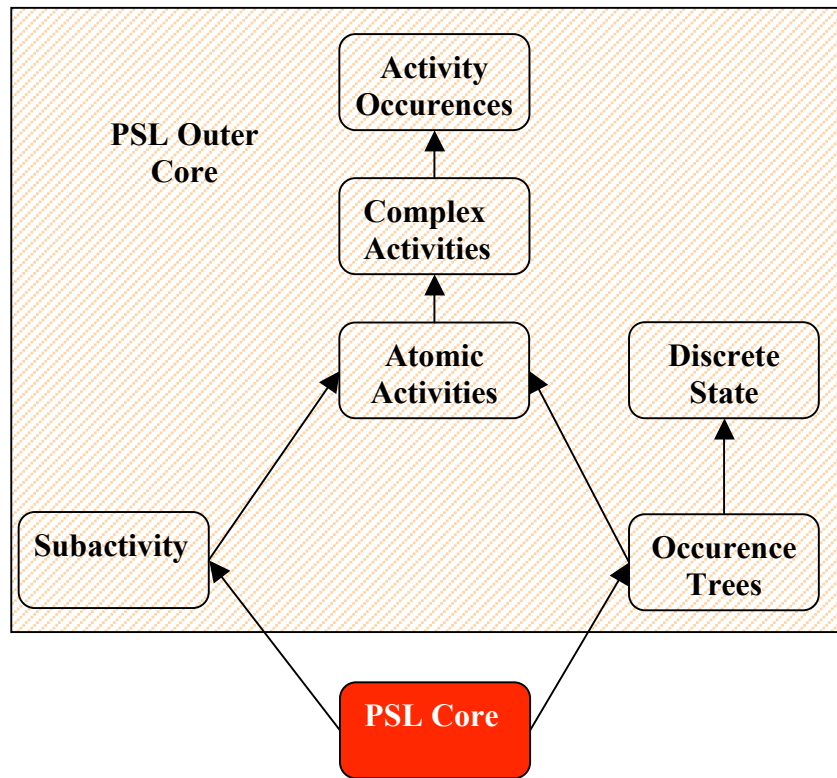 Activity
Occurences
PSL Outer
Core
Complex
Activities
Atomic
Activities
Discrete
State
Subactivity
Occurence
Trees
PSL Core